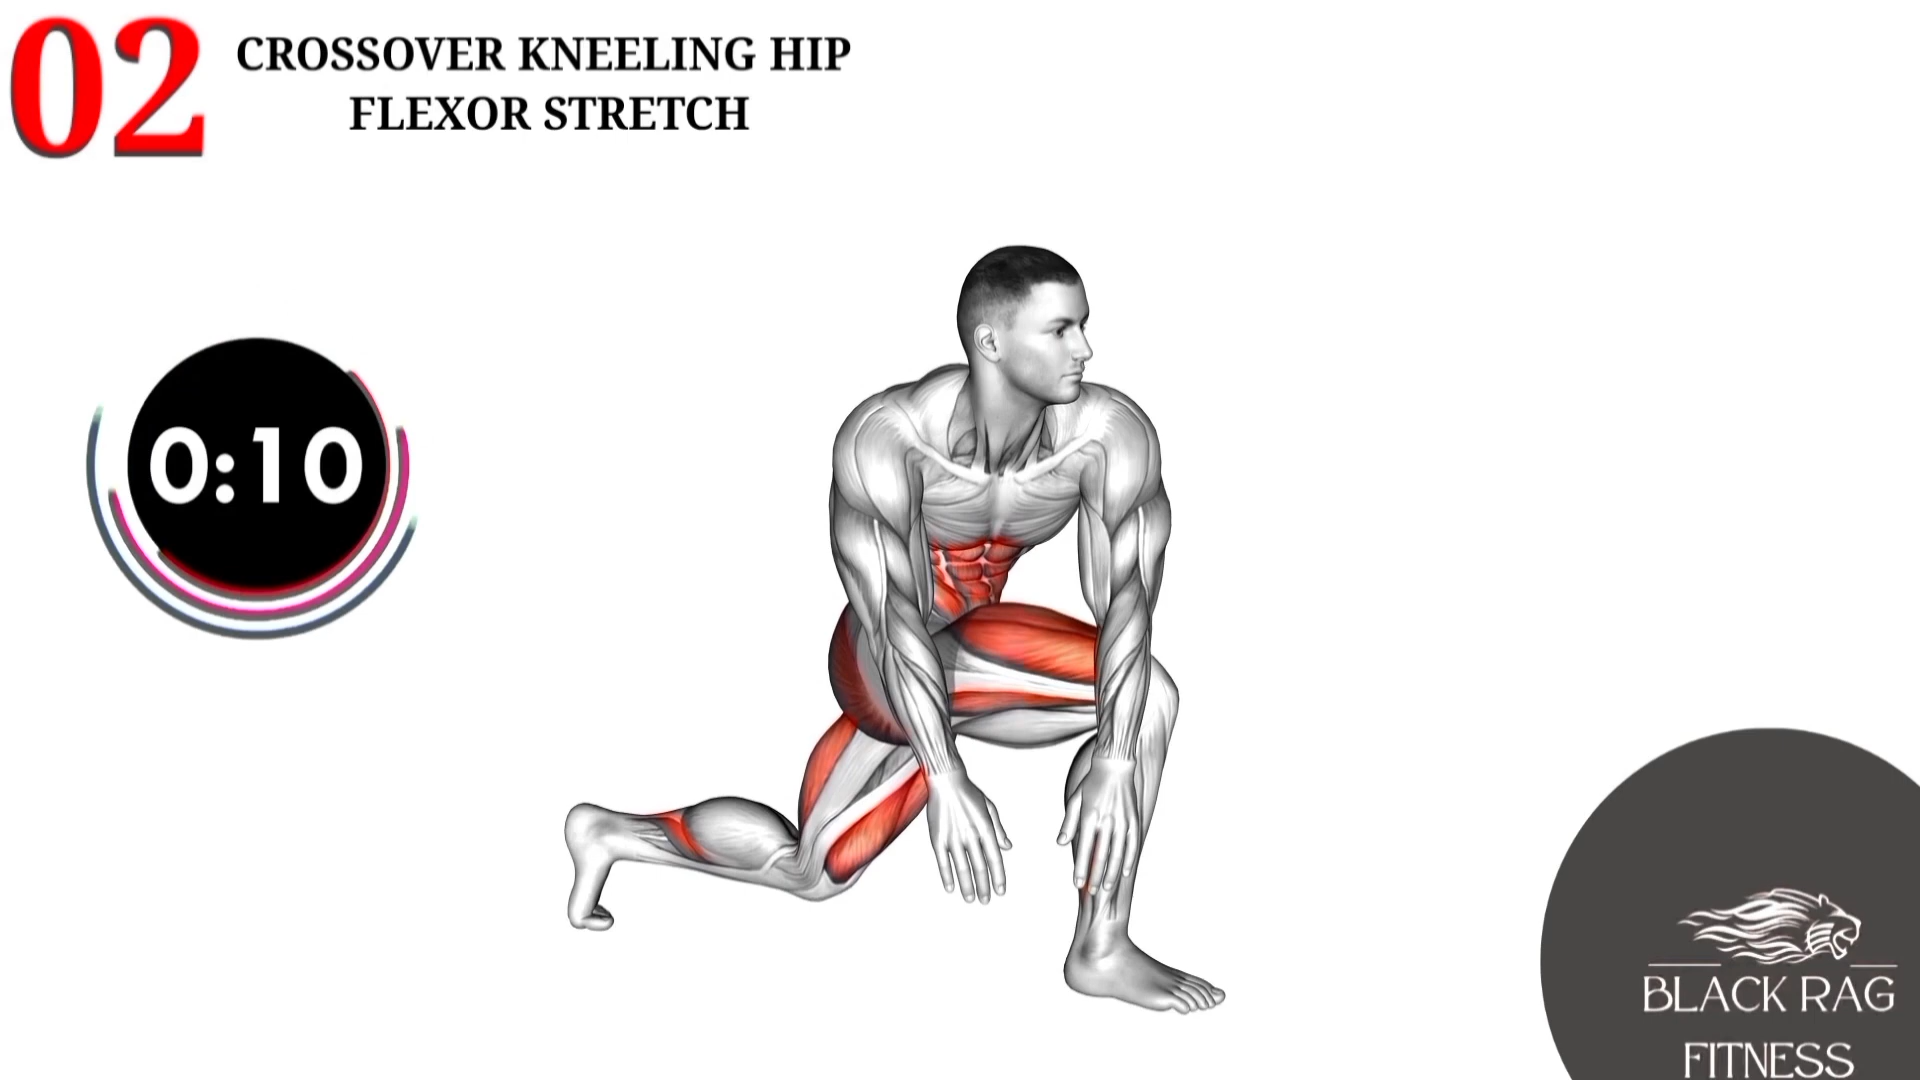 02
CROSSOVER KNEELING HIP
FLEXOR STRETCH
0:10
BLACK RAG
FITNESS